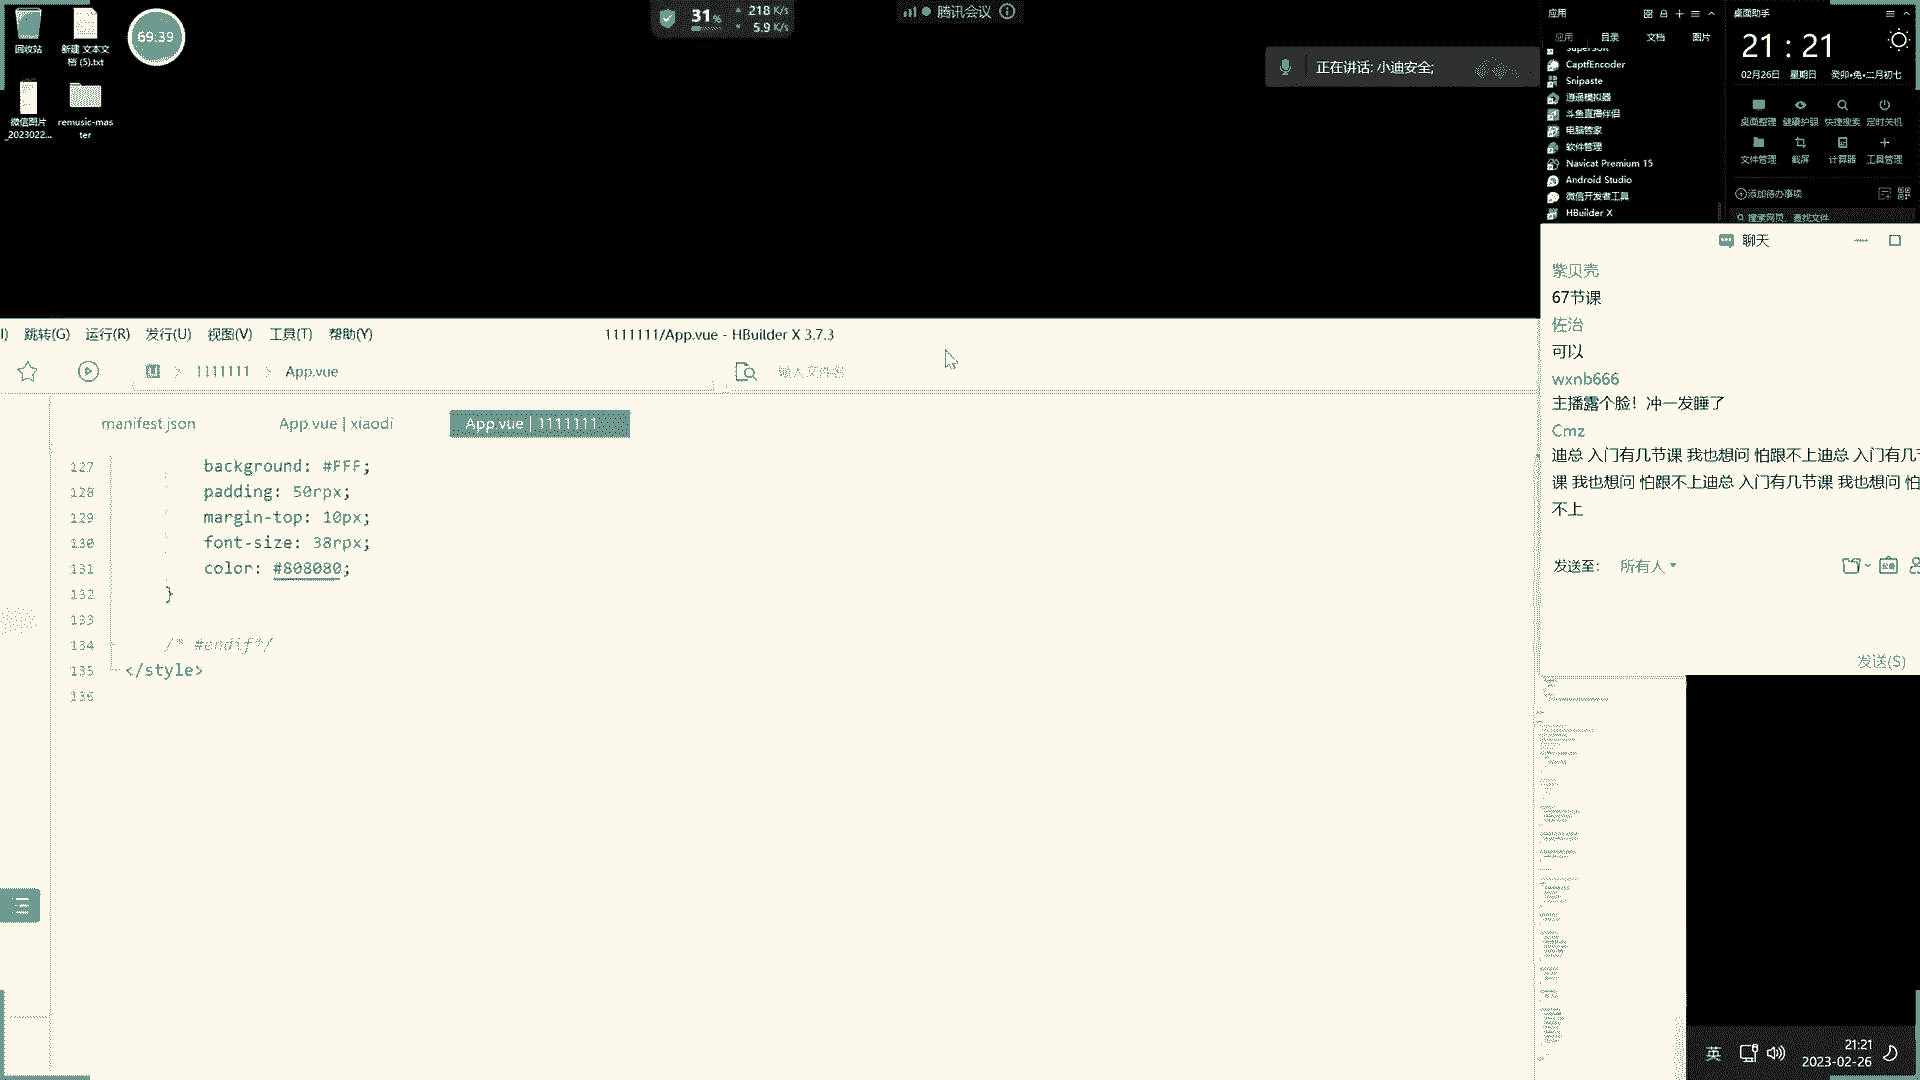 回收站
新建 文本文
档 (5).txt
69:39
微信图片
_2023022...
remusic-mas
ter
31%
218 K/s
5.9 K/s
腾讯会议
正在讲话: 小迪安全;
应用
应用 目录 文档 图片
SuperSoft
CaptfEncoder
Snipaste
逍遥模拟器
斗鱼直播伴侣
电脑管家
软件管理
Navicat Premium 15
Android Studio
微信开发者工具
HBuilder X
桌面助手
21 : 21
02月26日 星期日 癸卯•兔•二月初七
桌面整理 健康护眼 快捷搜索 定时关机
文件管理 截屏 计算器 工具管理
添加待办事项
搜索网页、查找文件
I) 跳转(G) 运行(R) 发行(U) 视图(V) 工具(T) 帮助(Y)
1111111/App.vue - HBuilder X 3.7.3
1111111 App.vue
输入文件名
manifest.json
App.vue | xiaodi
App.vue | 1111111
127 background: #FFF;
128 padding: 50rpx;
129 margin-top: 10px;
130 font-size: 38rpx;
131 color: #808080;
132 }
133
134 /* #endif*/
135 </style>
136
聊天
紫贝壳
67节课
佐治
可以
wxnb666
主播露个脸！冲一发睡了
Cmz
迪总 入门有几节课 我也想问 怕跟不上迪总 入门有几节
课 我也想问 怕跟不上迪总 入门有几节课 我也想问 怕
不上
发送至: 所有人
发送(S)
英
21:21
2023-02-26